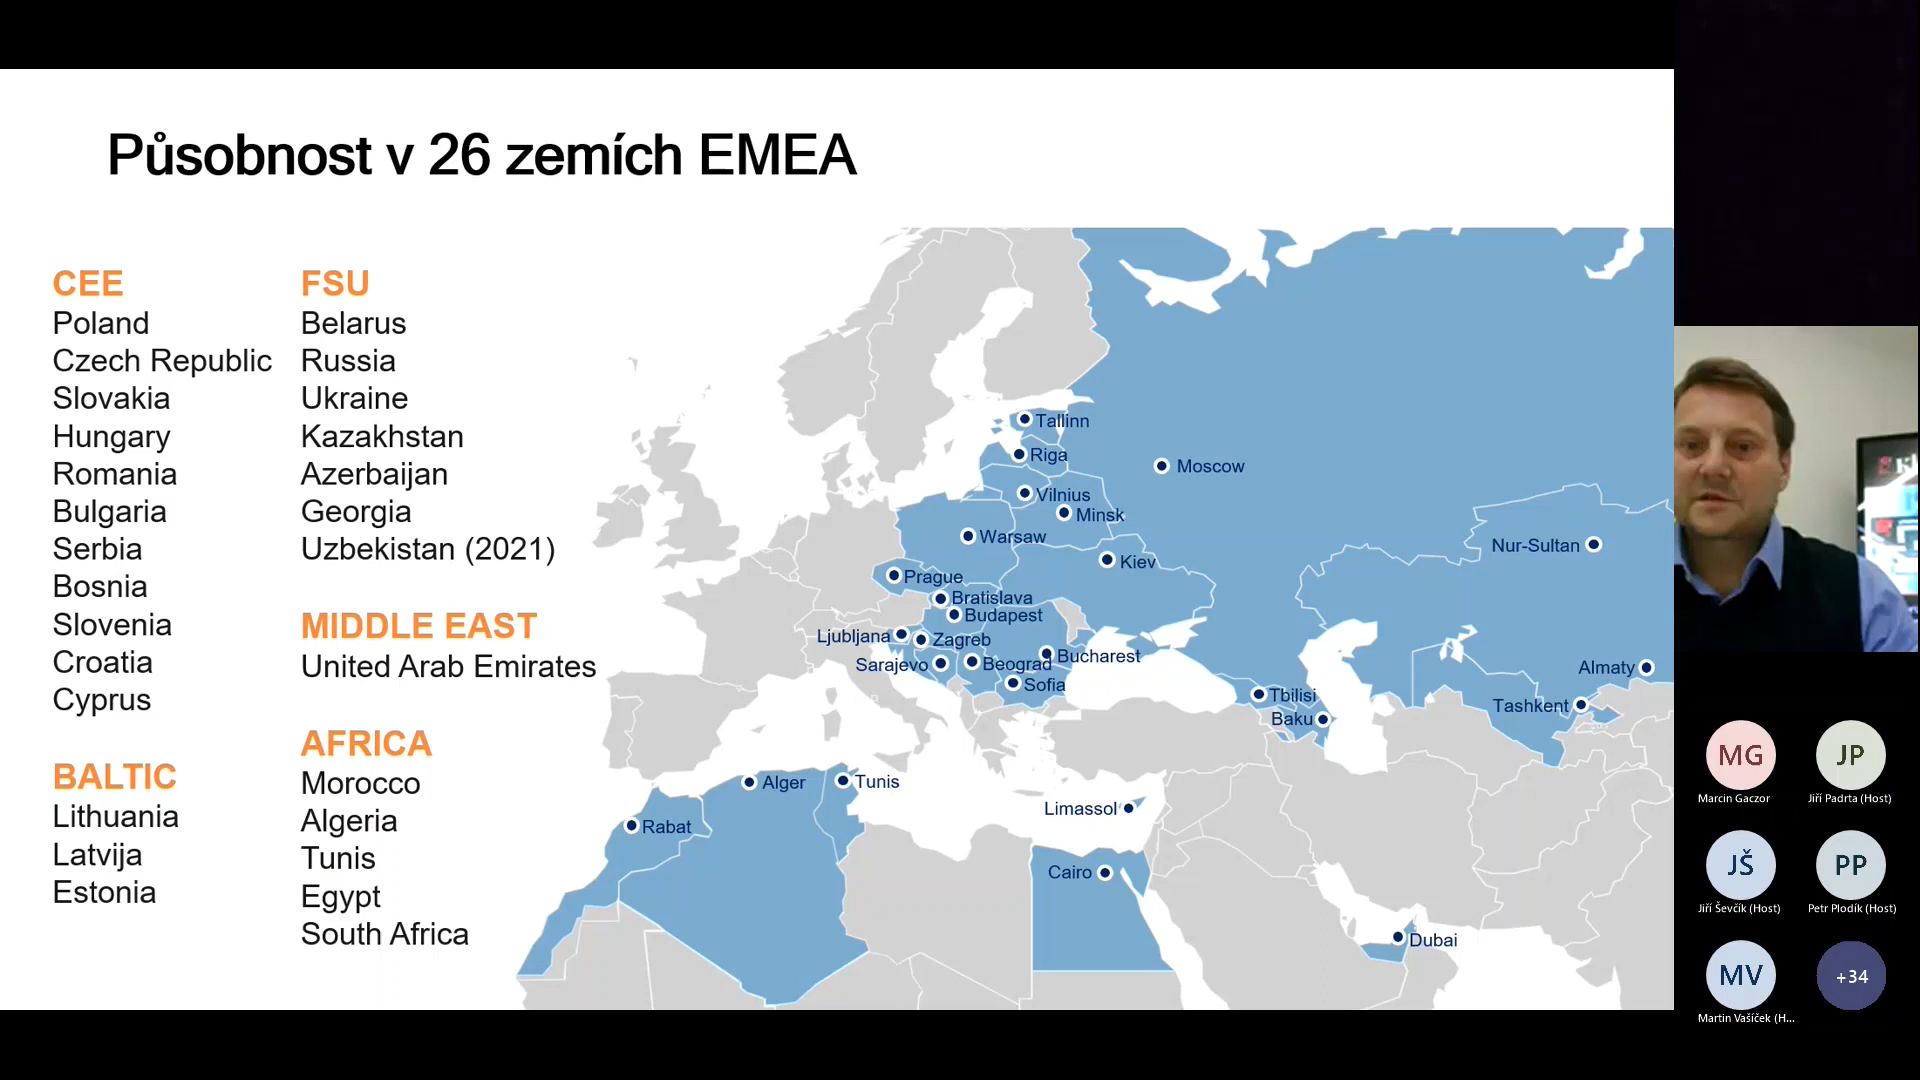 Působnost v 26 zemích EMEA
CEE
Poland
Czech Republic
Slovakia
Hungary
Romania
Bulgaria
Serbia
Bosnia
Slovenia
Croatia
Cyprus
BALTIC
Lithuania
Latvija
Estonia
FSU
Belarus
Russia
Ukraine
Kazakhstan
Azerbaijan
Georgia
Uzbekistan (2021)
MIDDLE EAST
United Arab Emirates
AFRICA
Morocco
Algeria
Tunis
Egypt
South Africa
Tallinn
Riga
Moscow
Vilnius
Minsk
Warsaw
Nur-Sultan
Kiev
Prague
Bratislava
Budapest
Ljubljana
Zagreb
Sarajevo
Beograd
Bucharest
Sofia
Almaty
Tbilisi
Tashkent
Baku
Alger
Tunis
Limassol
Rabat
Cairo
Dubai
MG
Marcin Gaczor
JP
Jiří Padrta (Host)
JŠ
Jiří Ševčík (Host)
PP
Petr Plodík (Host)
MV
Martin Vašíček (H...
+34